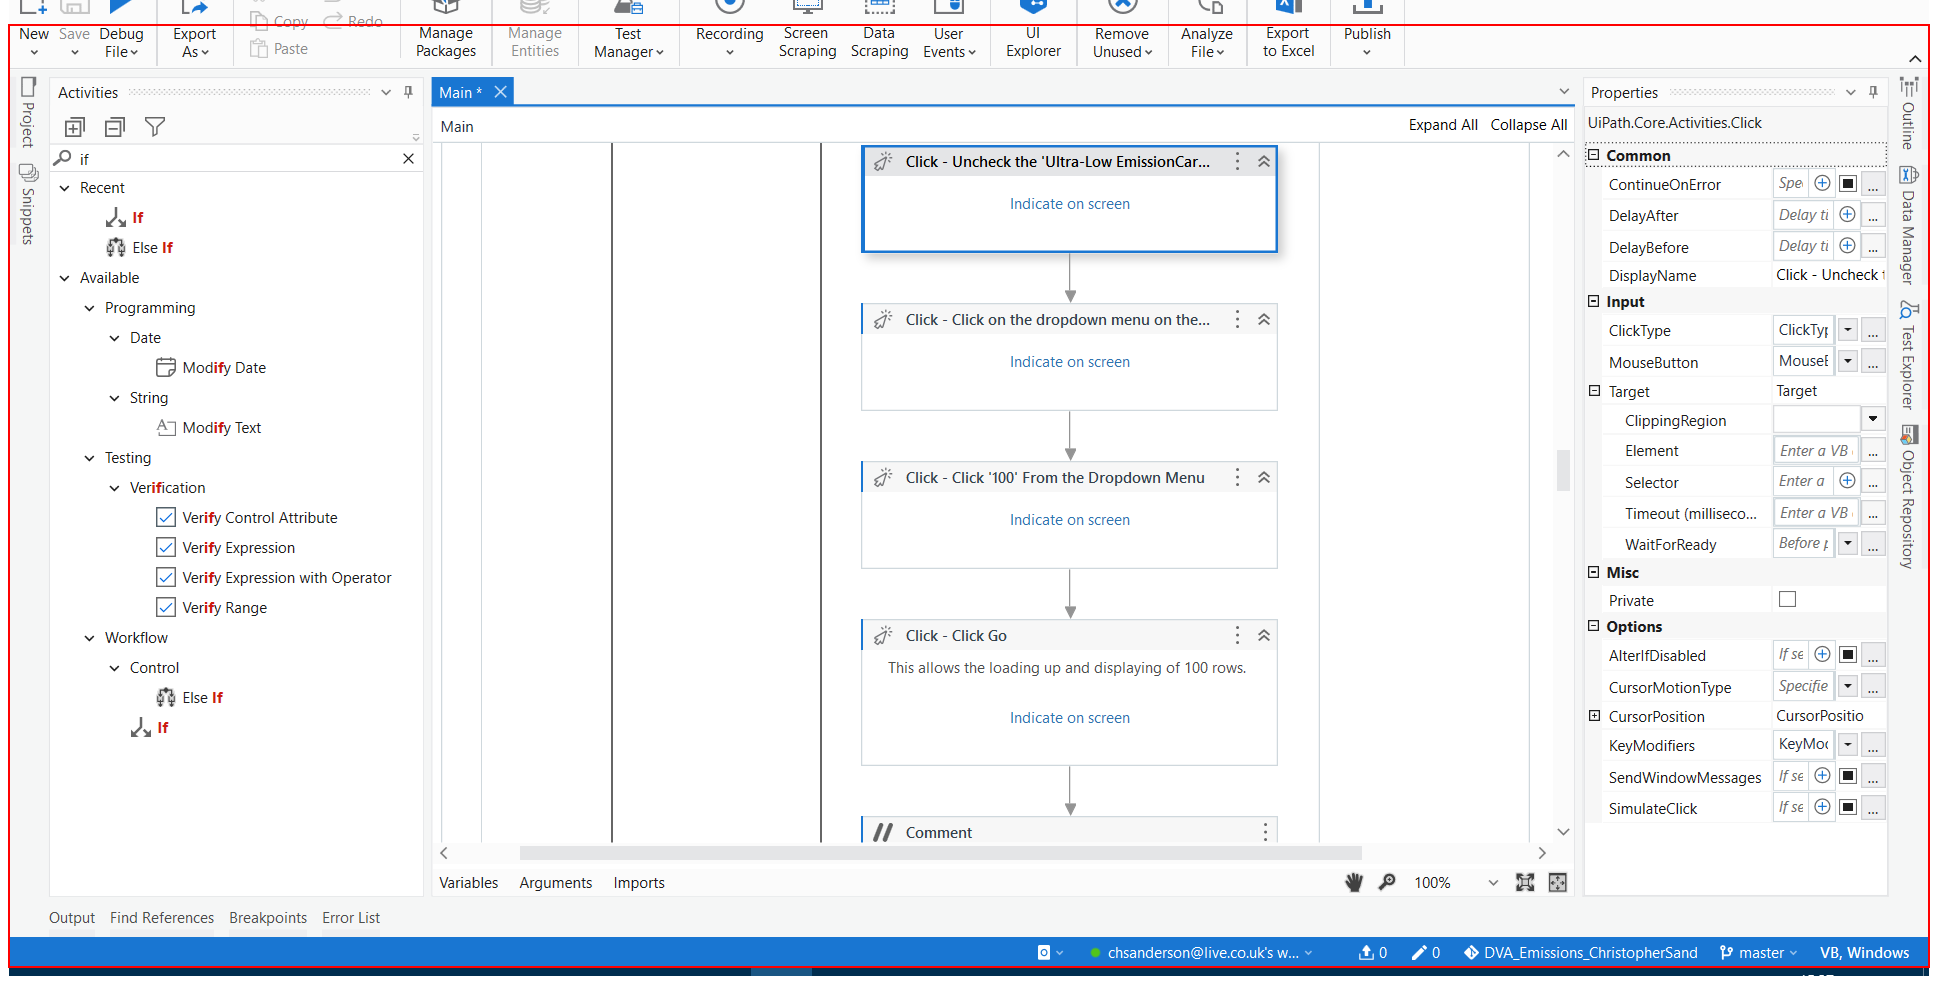 Copy
Redo
Paste
New
Save
Debug File
Export As
Manage Packages
Manage Entities
Test Manager
Recording
Screen Scraping
Data Scraping
User Events
UI Explorer
Remove Unused
Analyze File
Export to Excel
Publish
Project
Snippets
Activities
if
Recent
If
Else If
Available
Programming
Date
Modify Date
String
Modify Text
Testing
Verification
Verify Control Attribute
Verify Expression
Verify Expression with Operator
Verify Range
Workflow
Control
Else If
If
Main *
Main
Expand All Collapse All
Click - Uncheck the 'Ultra-Low EmissionCar...
Indicate on screen
Click - Click on the dropdown menu on the...
Indicate on screen
Click - Click '100' From the Dropdown Menu
Indicate on screen
Click - Click Go
This allows the loading up and displaying of 100 rows.
Indicate on screen
// Comment
Variables Arguments Imports
100%
Properties
UiPath.Core.Activities.Click
Common
ContinueOnError Spe ...
DelayAfter Delay ti ...
DelayBefore Delay ti ...
DisplayName Click - Uncheck t
Input
ClickType ClickTyp ...
MouseButton MouseB ...
Target Target
ClippingRegion
Element Enter a VB ...
Selector Enter a ...
Timeout (milliseco... Enter a VB ...
WaitForReady Before p ...
Misc
Private
Options
AlterIfDisabled If se ...
CursorMotionType Specifie ...
CursorPosition CursorPositio
KeyModifiers KeyMod ...
SendWindowMessages If se ...
SimulateClick If se ...
Outline
Data Manager
Test Explorer
Object Repository
Output Find References Breakpoints Error List
chsanderson@live.co.uk's w... 0 0 DVA_Emissions_ChristopherSand master VB, Windows